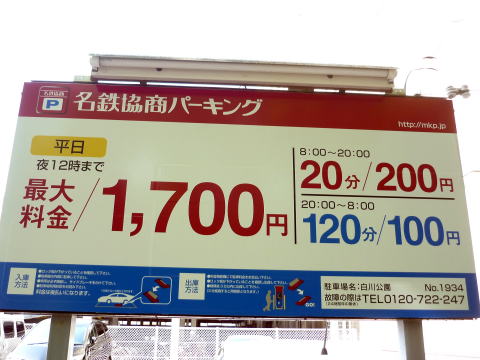 名鉄協商
P
名鉄協商パーキング
http://mkp.jp
平日
夜12時まで
最大
料金
1,700円
8:00～20:00
20分/200円
20:00～8:00
120分/100円
入庫
方法
出庫
方法
GO!
駐車場名:白川公園 No.1934
故障の際は TEL0120-722-247